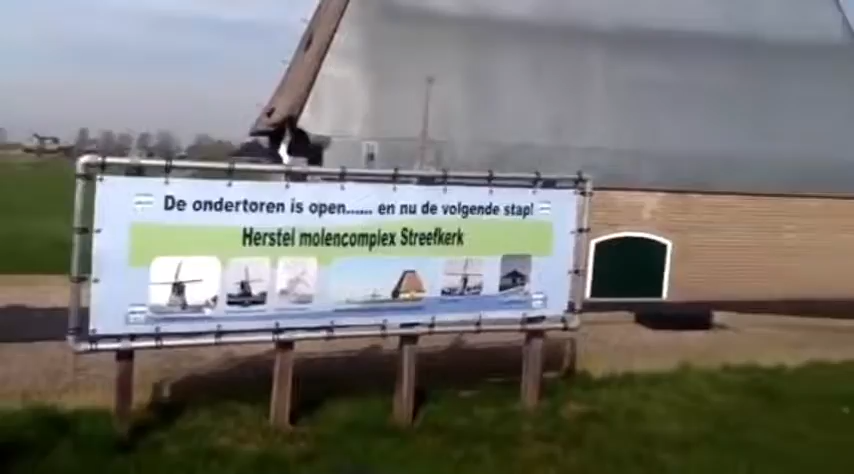 De ondertoren is open...... en nu de volgende stap!
Herstel molencomplex Streefkerk